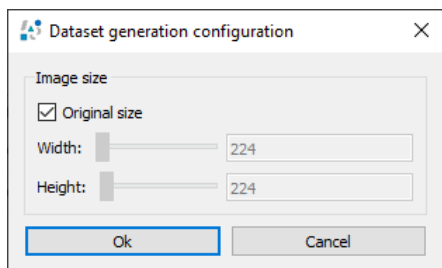 Dataset generation configuration
Image size
Original size
Width: 224
Height: 224
Ok Cancel